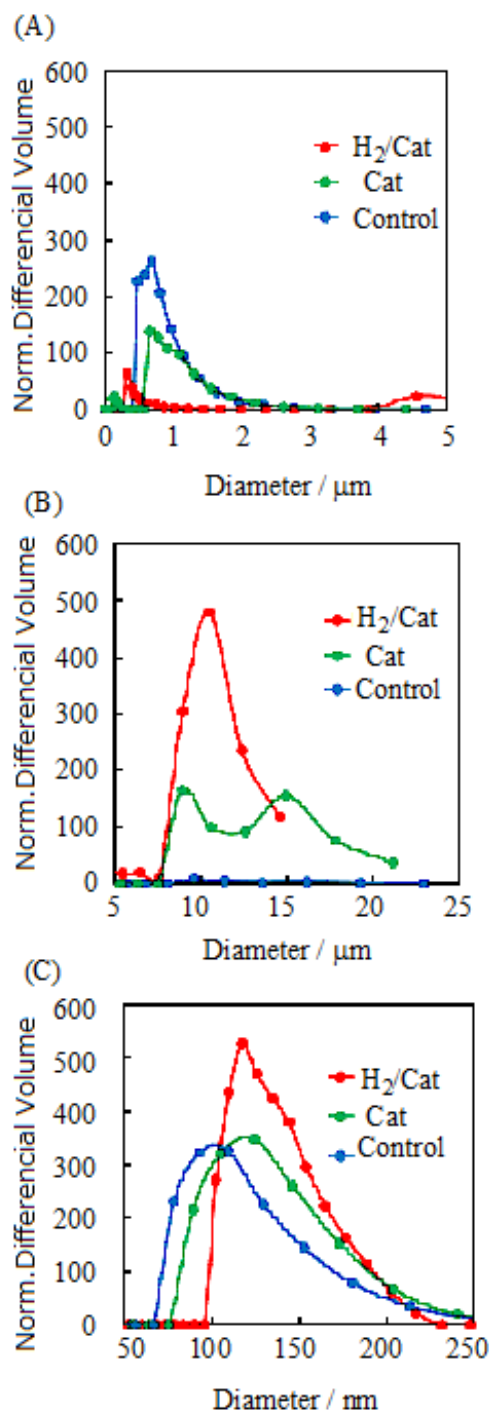 (A)
Norm.Differencial Volume
600
500
400
300
200
100
0
H2/Cat
Cat
Control
0 1 2 3 4 5
Diameter / μm
(B)
Norm.Differencial Volume
600
500
400
300
200
100
0
H2/Cat
Cat
Control
5 10 15 20 25
Diameter / μm
(C)
Norm.Differencial Volume
600
500
400
300
200
100
0
H2/Cat
Cat
Control
50 100 150 200 250
Diameter / nm